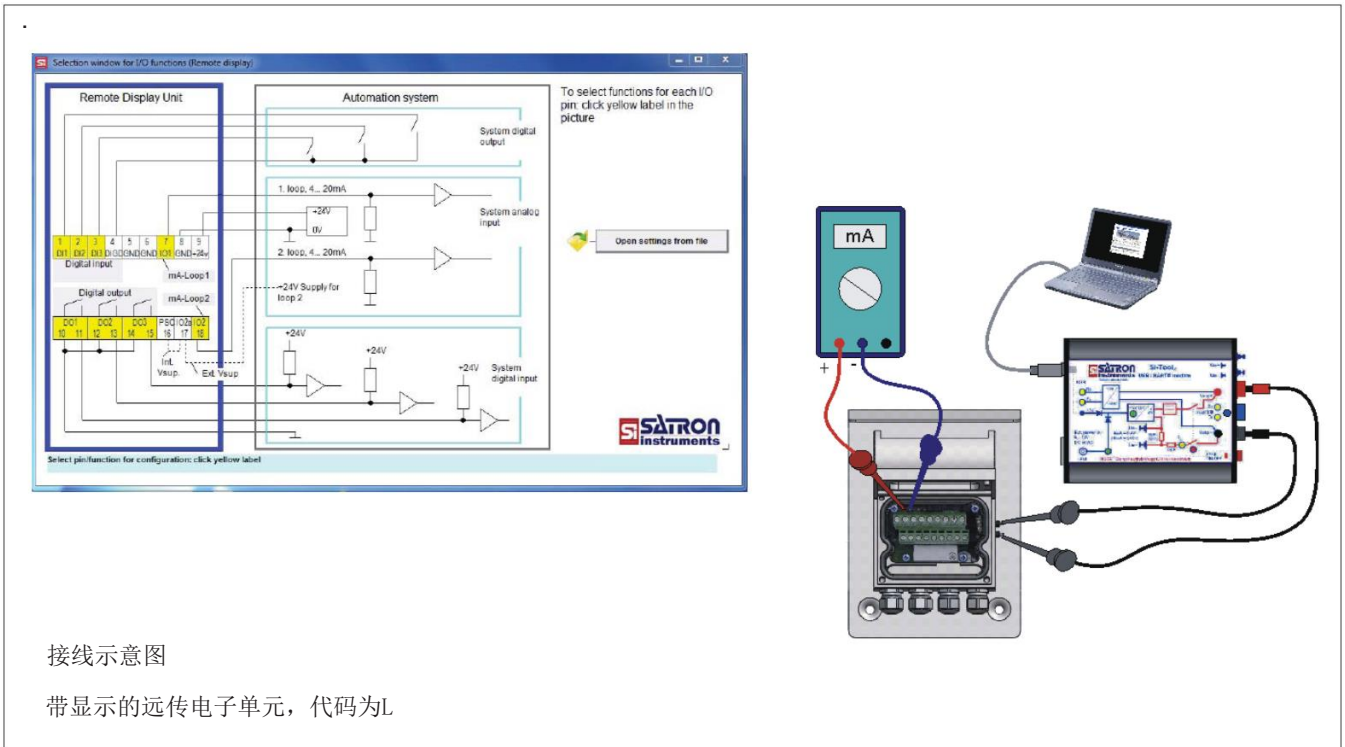 .
Selection window for I/O functions (Remote display)
Remote Display Unit
Automation system
To select functions for each I/O
pin: click yellow label in the
picture
System digital
output
1. loop, 4... 20mA
+24V
0V
System analog
input
Open settings from file
1 2 3 4 5 6 7 8 9
DI1 DI2 DI3 DIGD GND GND IO1 GND +24v
Digital input
mA-Loop1
2. loop, 4... 20mA
+24V Supply for
loop 2
Digital output
mA-Loop2
DO1 DO2 DO3 PSO IO2a IO2
10 11 12 13 14 15 16 17 18
Int.
Vsup.
Ext. Vsup
+24V
+24V
+24V
System
digital input
SATRON
instruments
Select pin/function for configuration: click yellow label
mA
+ -
SATRON
接线示意图
带显示的远传电子单元，代码为L